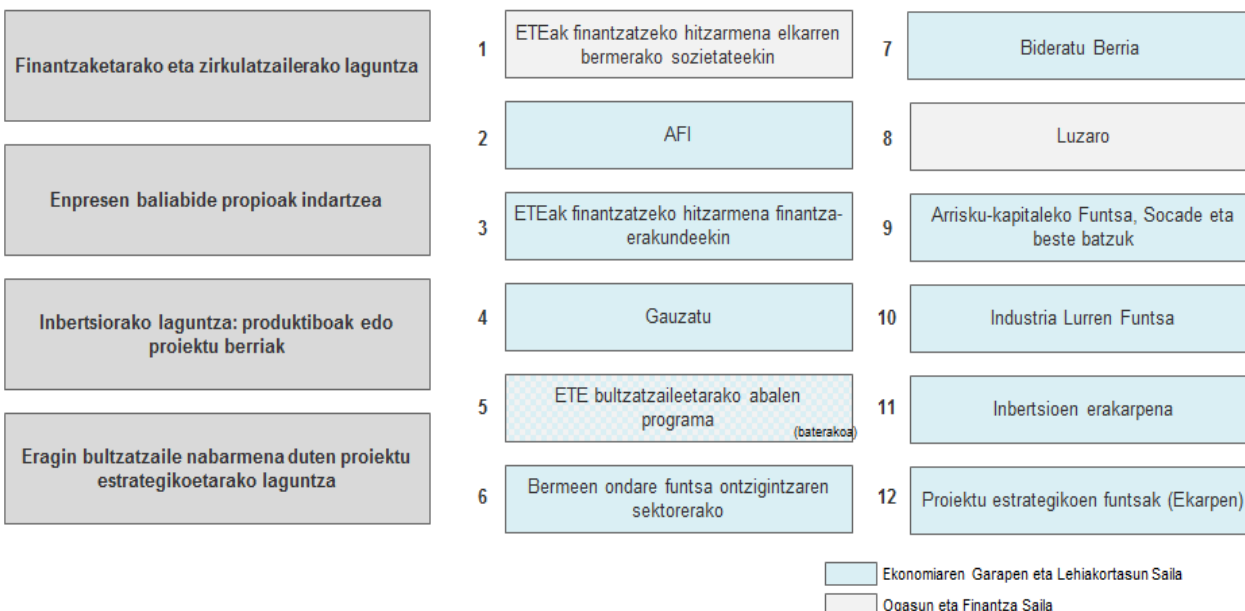 Finantzaketarako eta zirkulatzailerako laguntza
Enpresen baliabide propioak indartzea
Inbertsiorako laguntza: produktiboak edo
proiektu berriak
Eragin bultzatzaile nabarmena duten proiektu
estrategikoetarako laguntza
1
ETEak finantzatzeko hitzarmena elkarren
bermerako sozietateekin
2
AFI
3
ETEak finantzatzeko hitzarmena finantza-
erakundeekin
4
Gauzatu
5
ETE bultzatzaileetarako abalen
programa
(baterakoa)
6
Bermeen ondare funtsa ontzigintzaren
sektorerako
7
Bideratu Berria
8
Luzaro
9
Arrisku-kapitaleko Funtsa, Socade eta
beste batzuk
10
Industria Lurren Funtsa
11
Inbertsioen erakarpena
12
Proiektu estrategikoen funtsak (Ekarpen)
Ekonomiaren Garapen eta Lehiakortasun Saila
Ogasun eta Finantza Saila